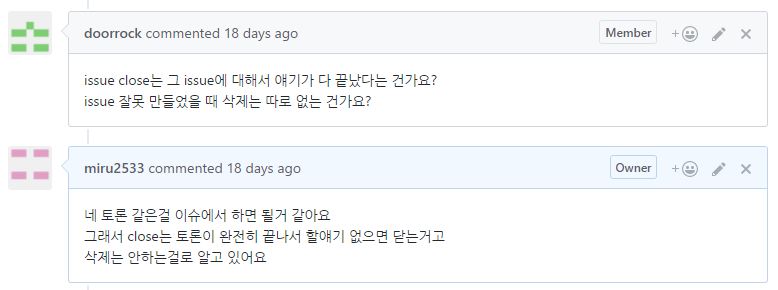 doorrock commented 18 days ago Member
issue close는 그 issue에 대해서 얘기가 다 끝났다는 건가요?
issue 잘못 만들었을 때 삭제는 따로 없는 건가요?
miru2533 commented 18 days ago Owner
네 토론 같은걸 이슈에서 하면 될거 같아요
그래서 close는 토론이 완전히 끝나서 할얘기 없으면 닫는거고
삭제는 안하는걸로 알고 있어요